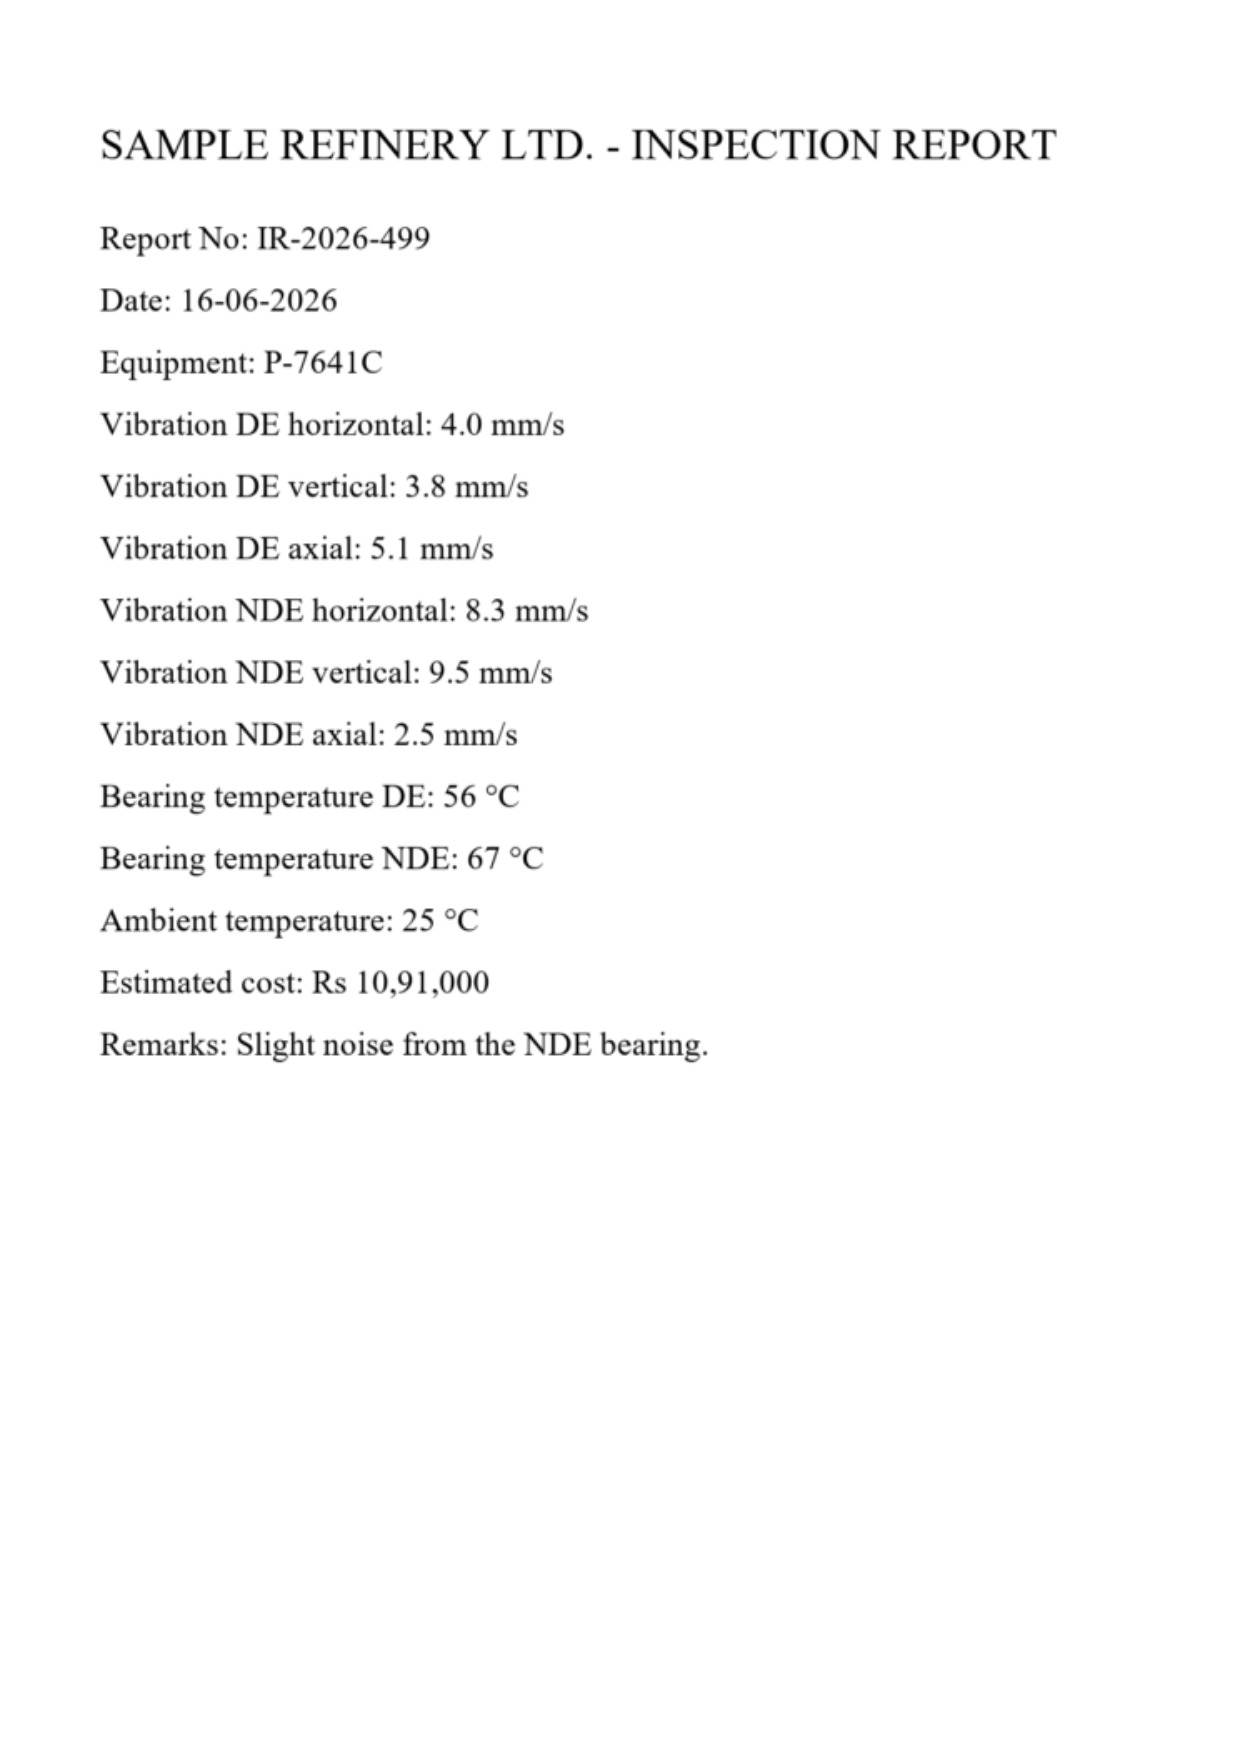 SAMPLE REFINERY LTD. - INSPECTION REPORT
Report No: IR-2026-499
Date: 16-06-2026
Equipment: P-7641C
Vibration DE horizontal: 4.0 mm/s
Vibration DE vertical: 3.8 mm/s
Vibration DE axial: 5.1 mm/s
Vibration NDE horizontal: 8.3 mm/s
Vibration NDE vertical: 9.5 mm/s
Vibration NDE axial: 2.5 mm/s
Bearing temperature DE: 56 °C
Bearing temperature NDE: 67 °C
Ambient temperature: 25 °C
Estimated cost: Rs 10,91,000
Remarks: Slight noise from the NDE bearing.